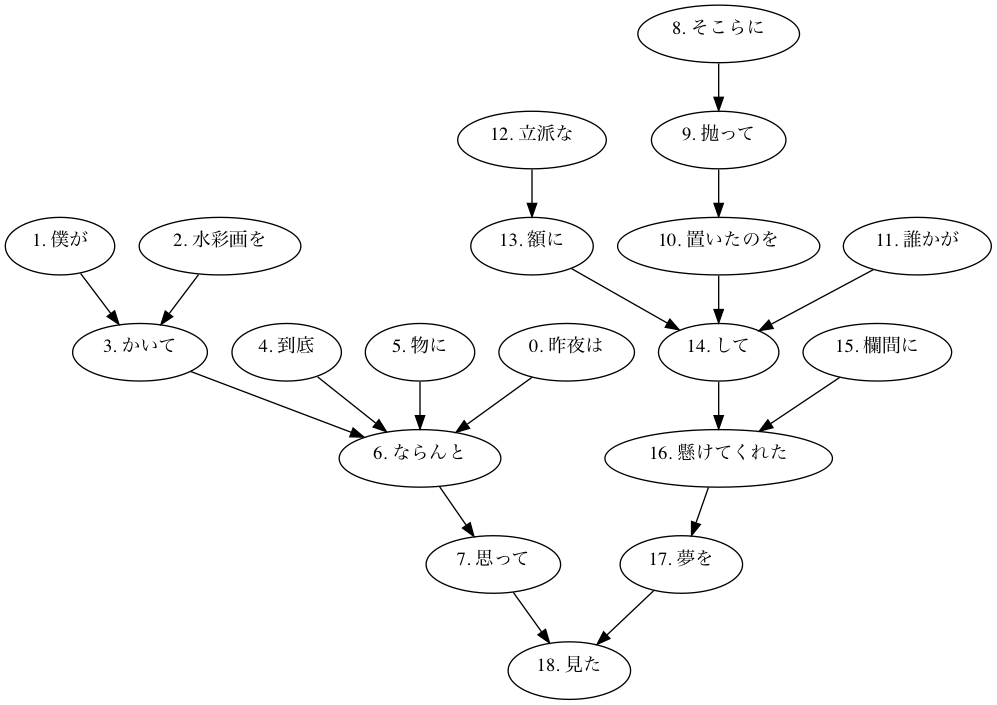 8. そこらに
12. 立派な
9. 抛って
1. 僕が
2. 水彩画を
13. 額に
10. 置いたのを
11. 誰かが
3. かいて
4. 到底
5. 物に
0. 昨夜は
14. して
15. 欄間に
6. ならんと
16. 懸けてくれた
7. 思って
17. 夢を
18. 見た